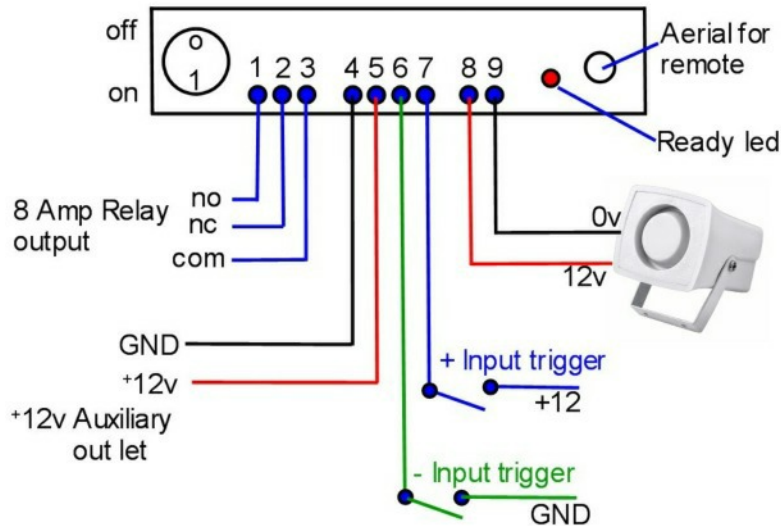 off
on
o
1
1 2 3 4 5 6 7 8 9
Aerial for
remote
Ready led
8 Amp Relay
output
no
nc
com
0v
12v
GND
+12v
+12v Auxiliary
out let
+ Input trigger
+12
- Input trigger
GND